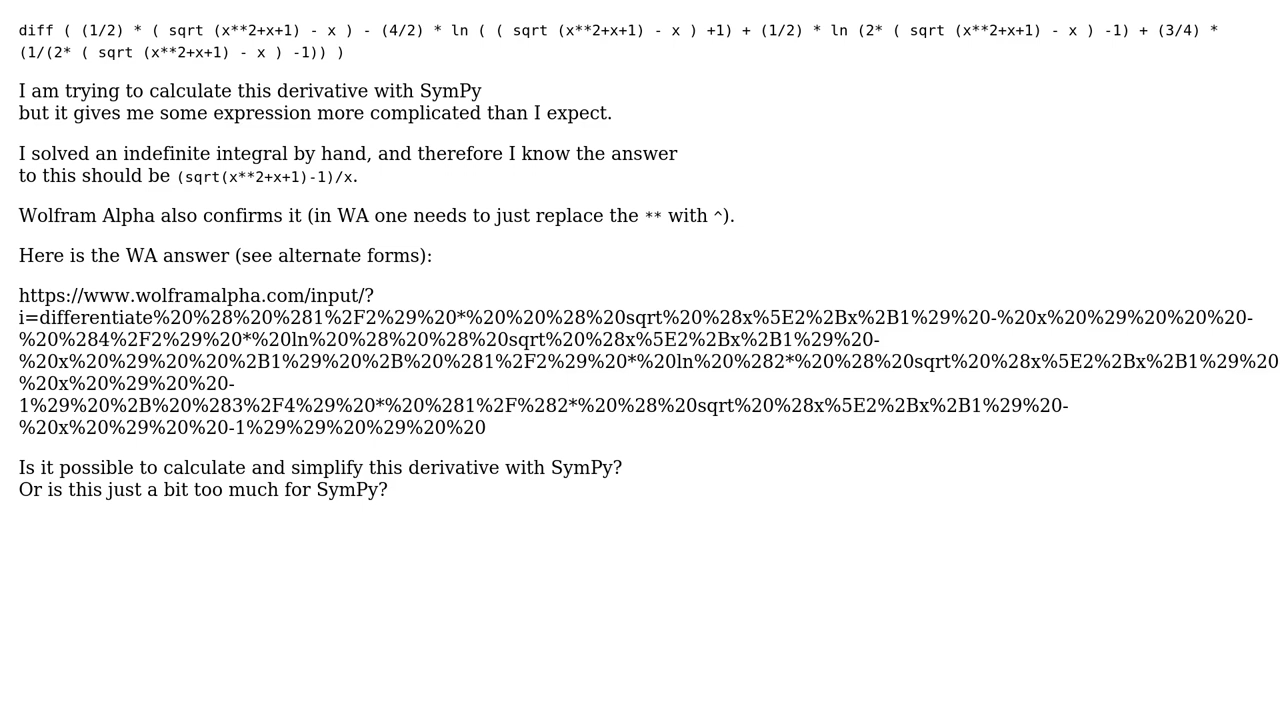 diff ( (1/2) * ( sqrt (x**2+x+1) - x ) - (4/2) * ln ( ( sqrt (x**2+x+1) - x ) +1) + (1/2) * ln (2* ( sqrt (x**2+x+1) - x ) -1) + (3/4) *
(1/(2* ( sqrt (x**2+x+1) - x ) -1)) )
I am trying to calculate this derivative with SymPy
but it gives me some expression more complicated than I expect.
I solved an indefinite integral by hand, and therefore I know the answer
to this should be (sqrt(x**2+x+1)-1)/x.
Wolfram Alpha also confirms it (in WA one needs to just replace the ** with ^).
Here is the WA answer (see alternate forms):
https://www.wolframalpha.com/input/?
i=differentiate%20%28%20%281%2F2%29%20*%20%20%28%20sqrt%20%28x%5E2%2Bx%2B1%29%20-%20x%20%29%20%20%20-
%20%284%2F2%29%20*%20ln%20%28%20%28%20sqrt%20%28x%5E2%2Bx%2B1%29%20-
%20x%20%29%20%20%2B1%29%20%2B%20%281%2F2%29%20*%20ln%20%282*%20%28%20sqrt%20%28x%5E2%2Bx%2B1%29%20
%20x%20%29%20%20-
1%29%20%2B%20%283%2F4%29%20*%20%281%2F%282*%20%28%20sqrt%20%28x%5E2%2Bx%2B1%29%20-
%20x%20%29%20%20-1%29%29%20%29%20%20
Is it possible to calculate and simplify this derivative with SymPy?
Or is this just a bit too much for SymPy?